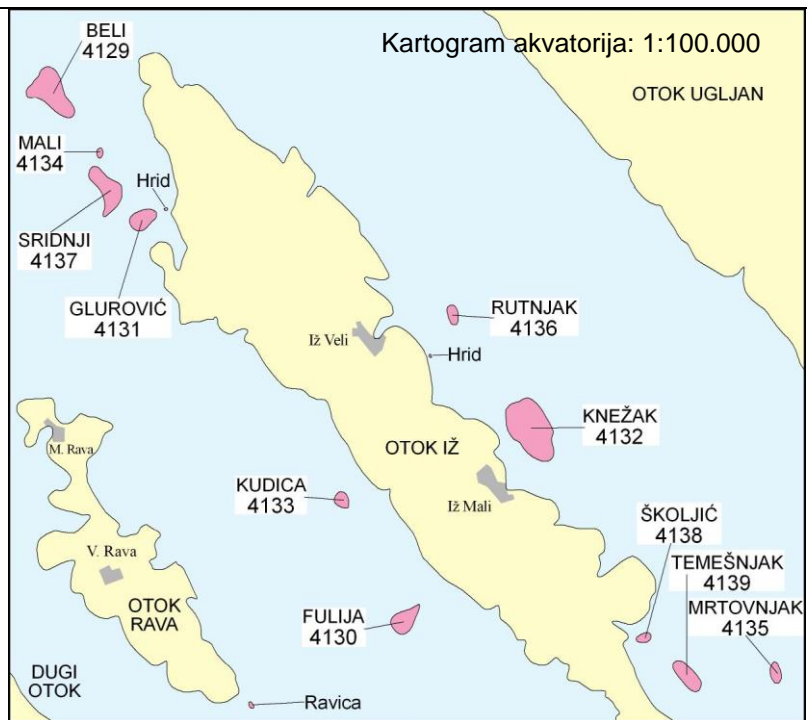 Kartogram akvatorija: 1:100.000
BELI
4129
OTOK UGLJAN
MALI
4134
Hrid
SRIDNJI
4137
GLUROVIĆ
4131
RUTNJAK
4136
Iž Veli
Hrid
KNEŽAK
4132
M. Rava
OTOK IŽ
KUDICA
4133
Iž Mali
ŠKOLJIĆ
4138
V. Rava
TEMEŠNJAK
4139
OTOK
RAVA
FULIJA
4130
MRTOVNJAK
4135
DUGI
OTOK
Ravica